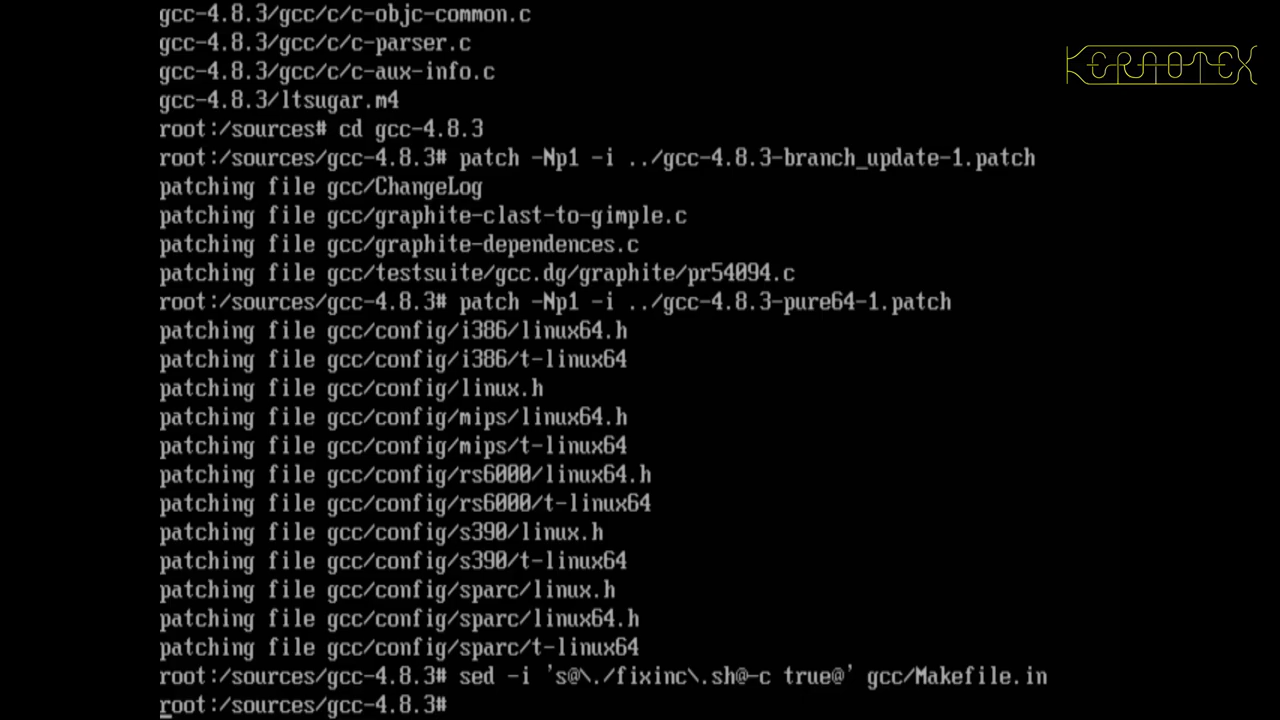 gcc-4.8.3/gcc/c/c-objc-common.c
gcc-4.8.3/gcc/c/c-parser.c
KERAOTEX
gcc-4.8.3/gcc/c/c-aux-info.c
gcc-4.8.3/ltsugar.m4
root:/sources# cd gcc-4.8.3
root:/sources/gcc-4.8.3# patch -Np1 -i ../gcc-4.8.3-branch_update-1.patch
patching file gcc/ChangeLog
patching file gcc/graphite-clast-to-gimple.c
patching file gcc/graphite-dependences.c
patching file gcc/testsuite/gcc.dg/graphite/pr54094.c
root:/sources/gcc-4.8.3# patch -Np1 -i ../gcc-4.8.3-pure64-1.patch
patching file gcc/config/i386/linux64.h
patching file gcc/config/i386/t-linux64
patching file gcc/config/linux.h
patching file gcc/config/mips/linux64.h
patching file gcc/config/mips/t-linux64
patching file gcc/config/rs6000/linux64.h
patching file gcc/config/rs6000/t-linux64
patching file gcc/config/s390/linux.h
patching file gcc/config/s390/t-linux64
patching file gcc/config/sparc/linux.h
patching file gcc/config/sparc/linux64.h
patching file gcc/config/sparc/t-linux64
root:/sources/gcc-4.8.3# sed -i 's@\./fixinc\.sh@-c true@' gcc/Makefile.in
root:/sources/gcc-4.8.3#